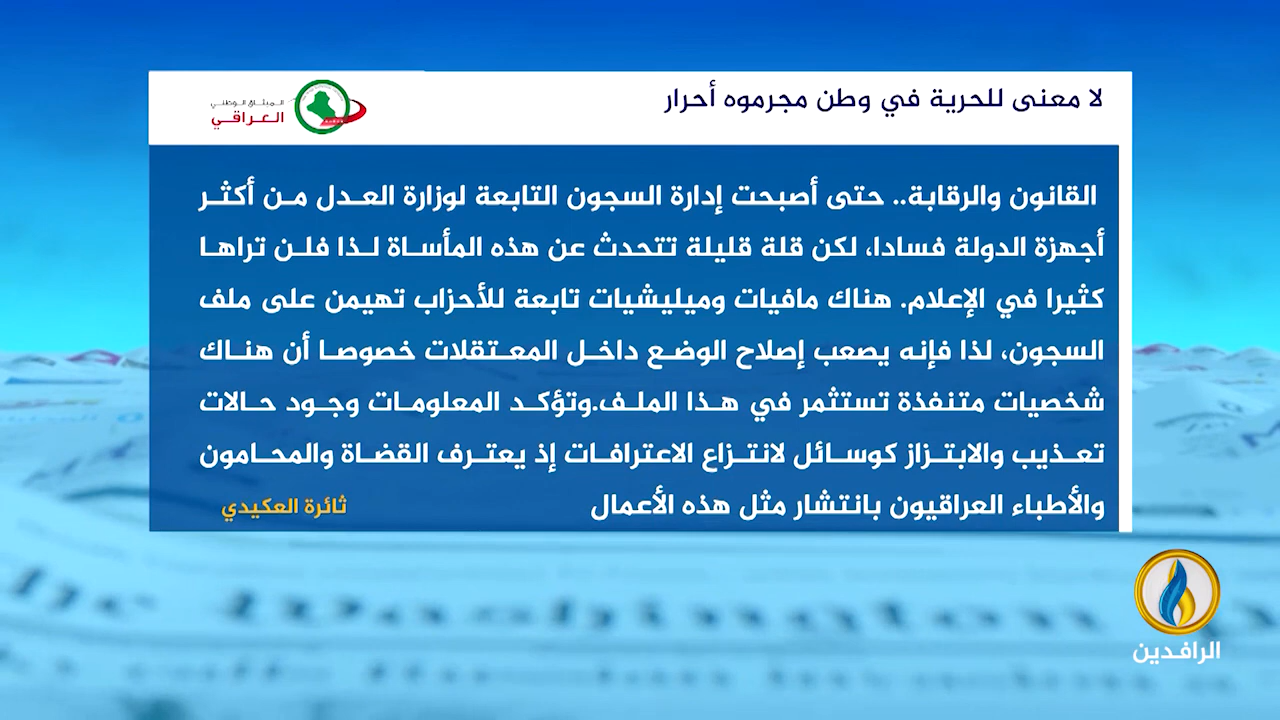 لا معنى للحرية في وطن مجرموه أحرار
الميثاق الوطني
العراقي
القانون والرقابة.. حتى أصبحت إدارة السجون التابعة لوزارة العدل من أكثر
أجهزة الدولة فسادا، لكن قلة قليلة تتحدث عن هذه المأساة لذا فلن تراها
كثيرا في الإعلام. هناك مافيات وميليشيات تابعة للأحزاب تهيمن على ملف
السجون، لذا فإنه يصعب إصلاح الوضع داخل المعتقلات خصوصا أن هناك
شخصيات متنفذة تستثمر في هذا الملف.وتؤكد المعلومات وجود حالات
تعذيب والابتزاز كوسائل لانتزاع الاعترافات إذ يعترف القضاة والمحامون
والأطباء العراقيون بانتشار مثل هذه الأعمال
ثائرة العكيدي
الرافدين